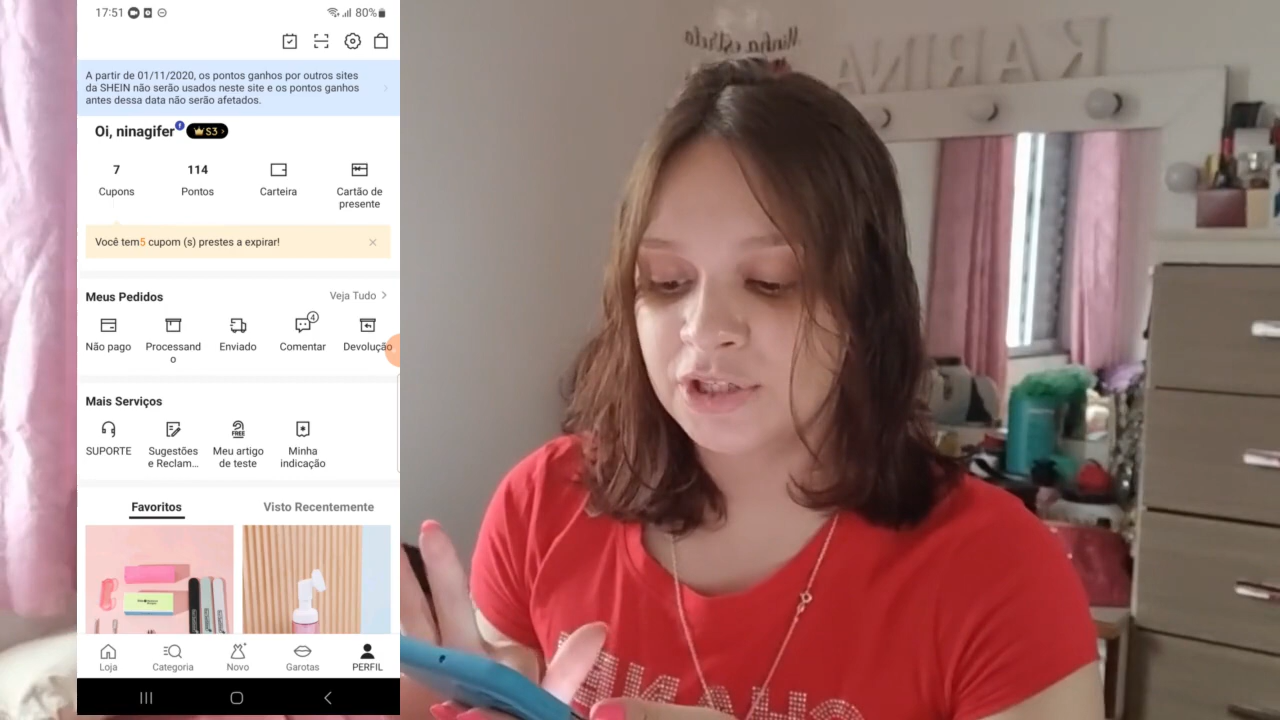 17:51
80%
A partir de 01/11/2020, os pontos ganhos por outros sites
da SHEIN não serão usados neste site e os pontos ganhos
antes dessa data não serão afetados.
Oi, ninagifer
S3
7
114
Cupons
Pontos
Carteira
Cartão de
presente
Você tem5 cupom (s) prestes a expirar!
Meus Pedidos
Veja Tudo
4
Não pago
Processand
o
Enviado
Comentar
Devolução
Mais Serviços
FREE
SUPORTE
Sugestões
e Reclam...
Meu artigo
de teste
Minha
indicação
Favoritos
Visto Recentemente
Loja
Categoria
Novo
Garotas
PERFIL
Minha estrela
KARINA